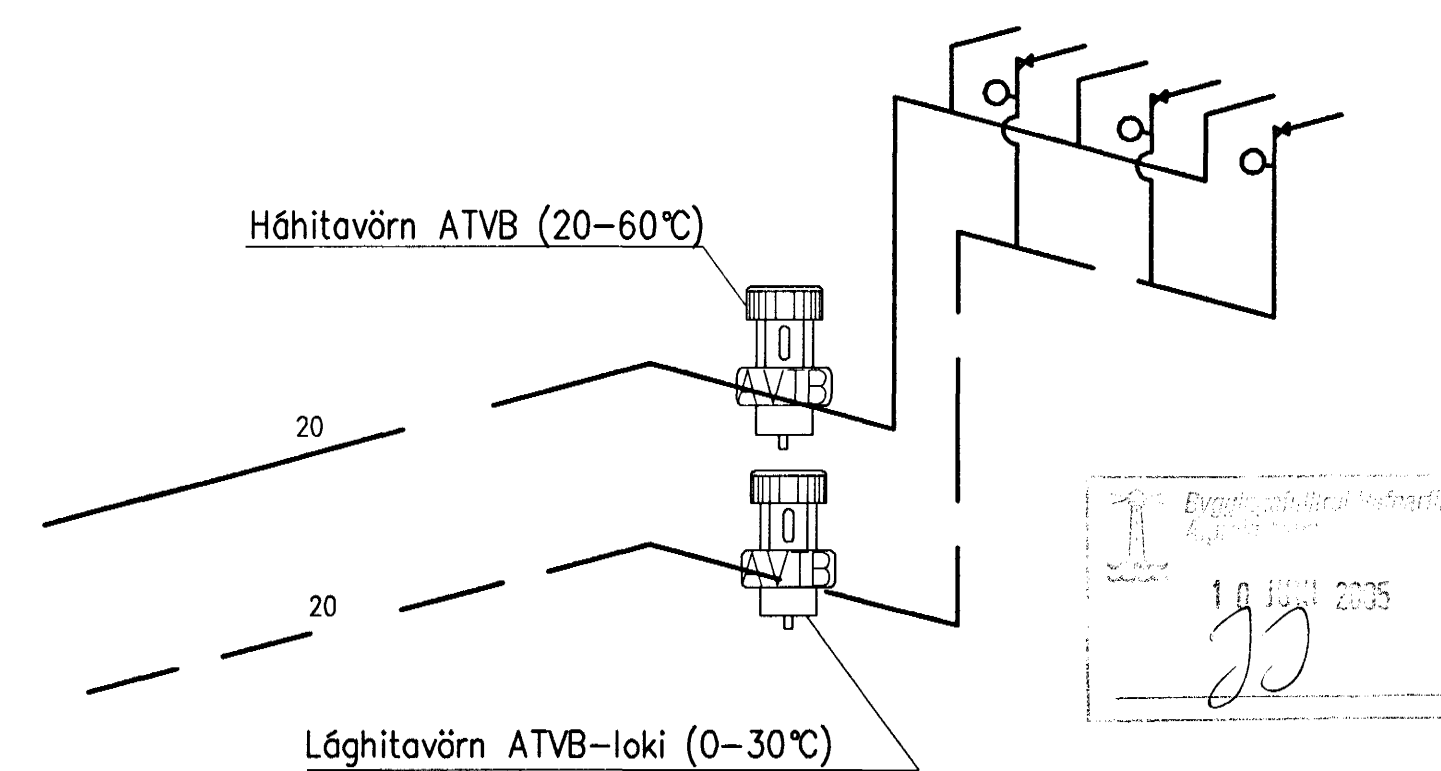 Háhitavörn ATVB (20-60°C)
AVTB
20
AVTB
20
10 JÚNÍ 2005
Lághitavörn ATVB-loki (0-30°C)